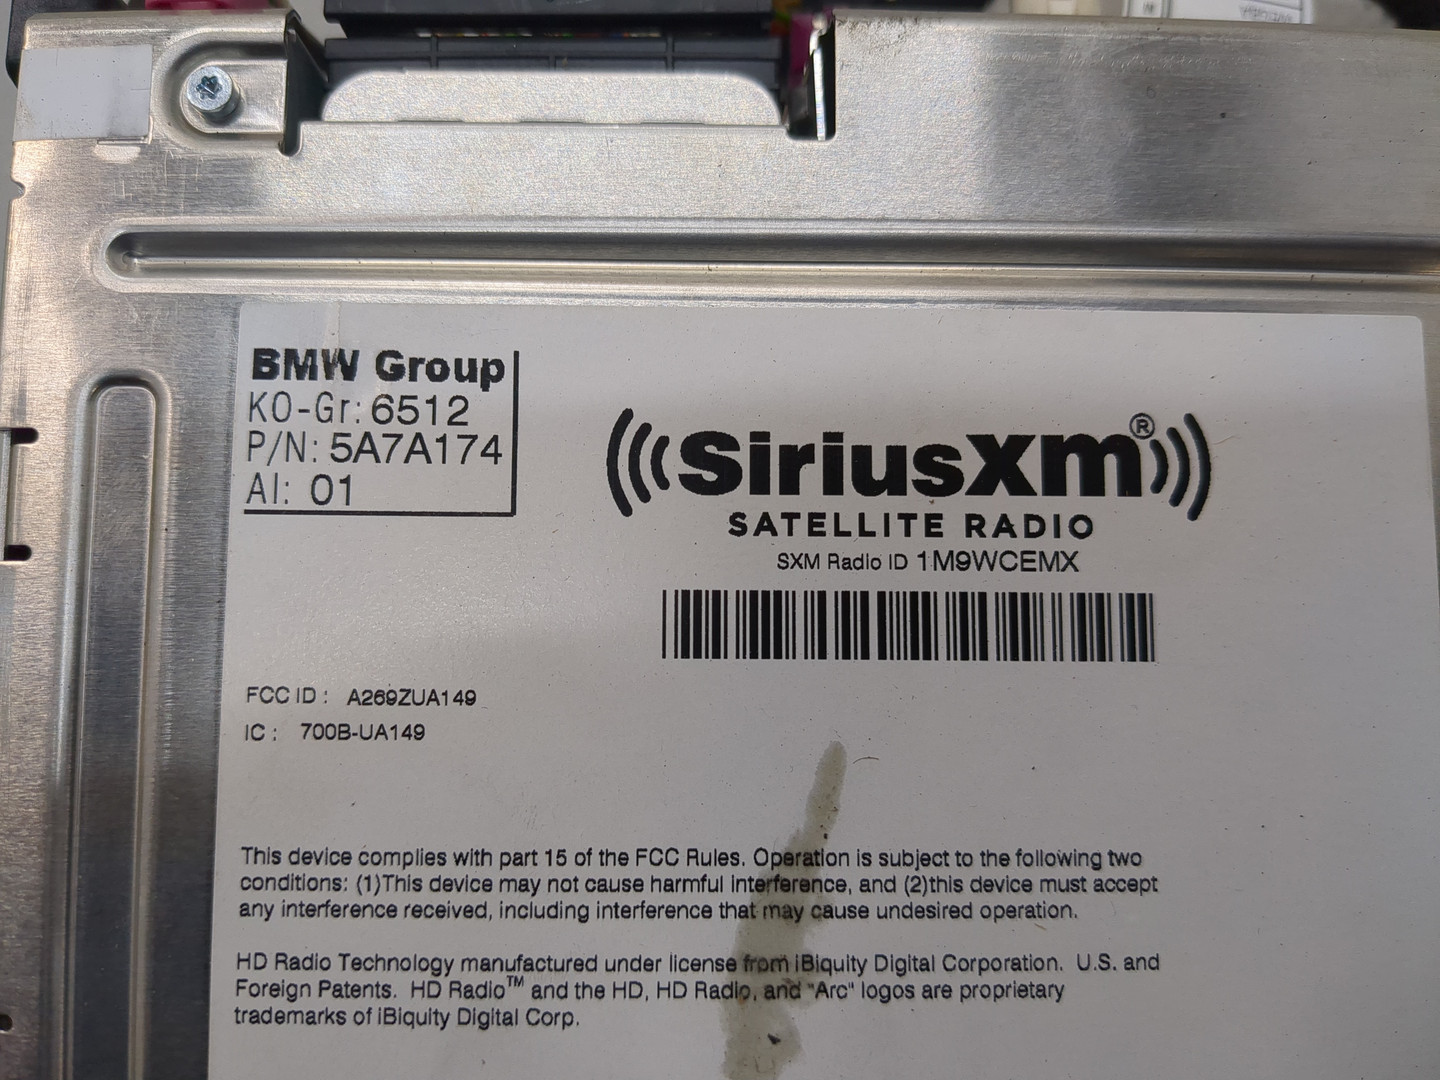 BMW Group
KO-Gr: 6512
P/N: 5A7A174
AI: 01
SiriusXm®
SATELLITE RADIO
SXM Radio ID 1M9WCEMX
FCC ID : A269ZUA149
IC : 700B-UA149
This device complies with part 15 of the FCC Rules. Operation is subject to the following two
conditions: (1)This device may not cause harmful interference, and (2)this device must accept
any interference received, including interference that may cause undesired operation.
HD Radio Technology manufactured under license from iBiquity Digital Corporation. U.S. and
Foreign Patents. HD Radio™ and the HD, HD Radio, and "Arc" logos are proprietary
trademarks of iBiquity Digital Corp.